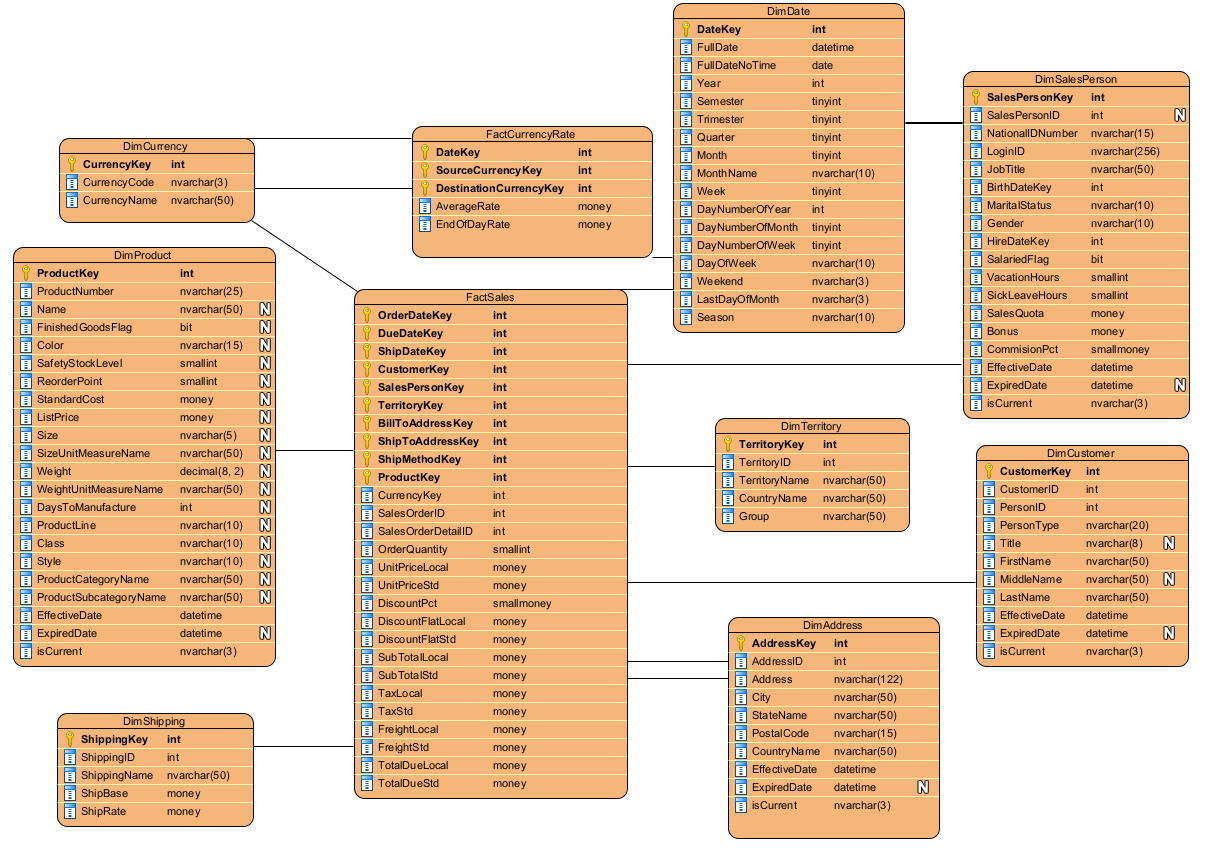 DimDate
DateKey int
FullDate datetime
FullDateNoTime date
Year int
Semester tinyint
Trimester tinyint
Quarter tinyint
Month tinyint
MonthName nvarchar(10)
Week tinyint
DayNumberOfYear int
DayNumberOfMonth tinyint
DayNumberOfWeek tinyint
DayOfWeek nvarchar(10)
Weekend nvarchar(3)
LastDayOfMonth nvarchar(3)
Season nvarchar(10)
DimSalesPerson
SalesPersonKey int
SalesPersonID int N
NationalIDNumber nvarchar(15)
LoginID nvarchar(256)
JobTitle nvarchar(50)
BirthDateKey int
MaritalStatus nvarchar(10)
Gender nvarchar(10)
HireDateKey int
SalariedFlag bit
VacationHours smallint
SickLeaveHours smallint
SalesQuota money
Bonus money
CommisionPct smallmoney
EffectiveDate datetime
ExpiredDate datetime N
isCurrent nvarchar(3)
DimCurrency
CurrencyKey int
CurrencyCode nvarchar(3)
CurrencyName nvarchar(50)
FactCurrencyRate
DateKey int
SourceCurrencyKey int
DestinationCurrencyKey int
AverageRate money
EndOfDayRate money
DimProduct
ProductKey int
ProductNumber nvarchar(25)
Name nvarchar(50) N
FinishedGoodsFlag bit N
Color nvarchar(15) N
SafetyStockLevel smallint N
ReorderPoint smallint N
StandardCost money N
ListPrice money N
Size nvarchar(5) N
SizeUnitMeasureName nvarchar(50) N
Weight decimal(8, 2) N
WeightUnitMeasureName nvarchar(50) N
DaysToManufacture int N
ProductLine nvarchar(10) N
Class nvarchar(10) N
Style nvarchar(10) N
ProductCategoryName nvarchar(50) N
ProductSubcategoryName nvarchar(50) N
EffectiveDate datetime
ExpiredDate datetime N
isCurrent nvarchar(3)
FactSales
OrderDateKey int
DueDateKey int
ShipDateKey int
CustomerKey int
SalesPersonKey int
TerritoryKey int
BillToAddressKey int
ShipToAddressKey int
ShipMethodKey int
ProductKey int
CurrencyKey int
SalesOrderID int
SalesOrderDetailID int
OrderQuantity smallint
UnitPriceLocal money
UnitPriceStd money
DiscountPct smallmoney
DiscountFlatLocal money
DiscountFlatStd money
SubTotalLocal money
SubTotalStd money
TaxLocal money
TaxStd money
FreightLocal money
FreightStd money
TotalDueLocal money
TotalDueStd money
DimTerritory
TerritoryKey int
TerritoryID int
TerritoryName nvarchar(50)
CountryName nvarchar(50)
Group nvarchar(50)
DimCustomer
CustomerKey int
CustomerID int
PersonID int
PersonType nvarchar(20)
Title nvarchar(8) N
FirstName nvarchar(50)
MiddleName nvarchar(50) N
LastName nvarchar(50)
EffectiveDate datetime
ExpiredDate datetime N
isCurrent nvarchar(3)
DimAddress
AddressKey int
AddressID int
Address nvarchar(122)
City nvarchar(50)
StateName nvarchar(50)
PostalCode nvarchar(15)
CountryName nvarchar(50)
EffectiveDate datetime
ExpiredDate datetime N
isCurrent nvarchar(3)
DimShipping
ShippingKey int
ShippingID int
ShippingName nvarchar(50)
ShipBase money
ShipRate money